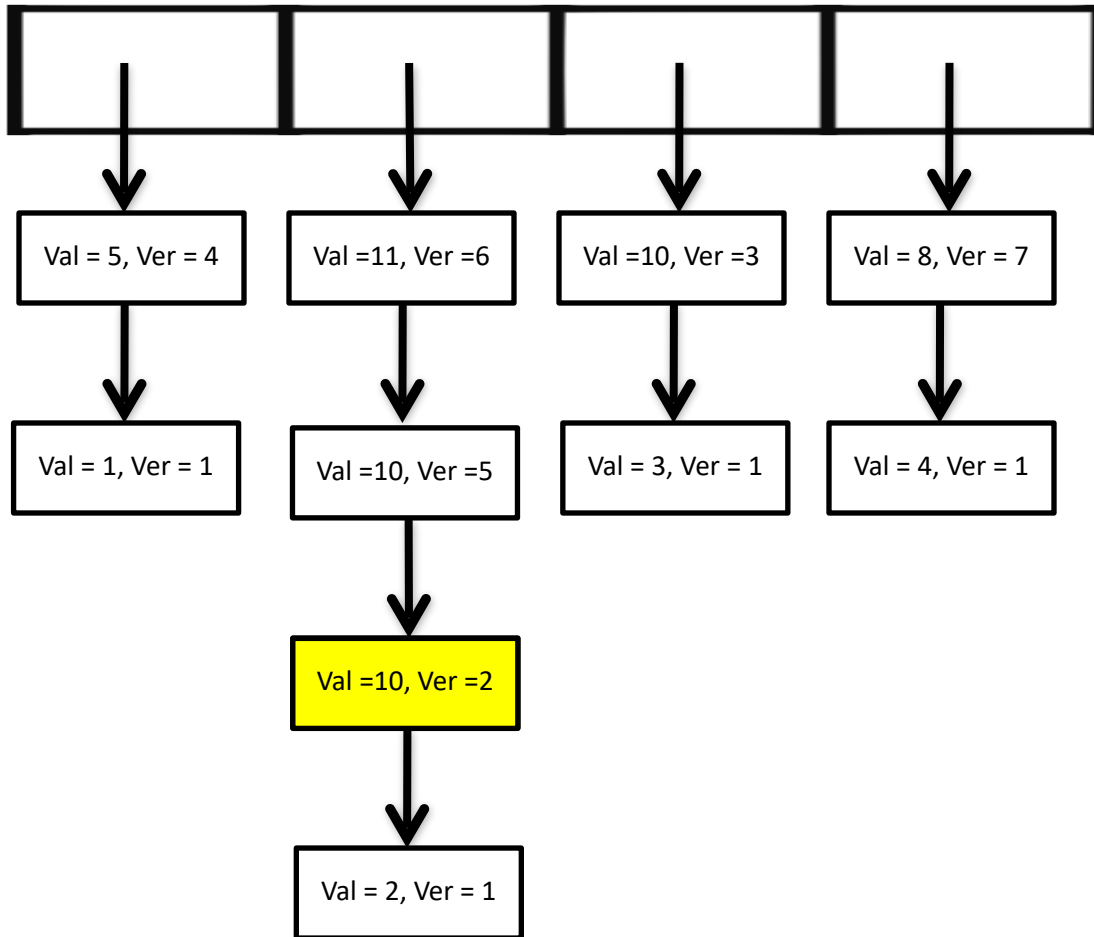 Val = 5, Ver = 4
Val =11, Ver =6
Val =10, Ver =3
Val = 8, Ver = 7
Val = 1, Ver = 1
Val =10, Ver =5
Val = 3, Ver = 1
Val = 4, Ver = 1
Val =10, Ver =2
Val = 2, Ver = 1